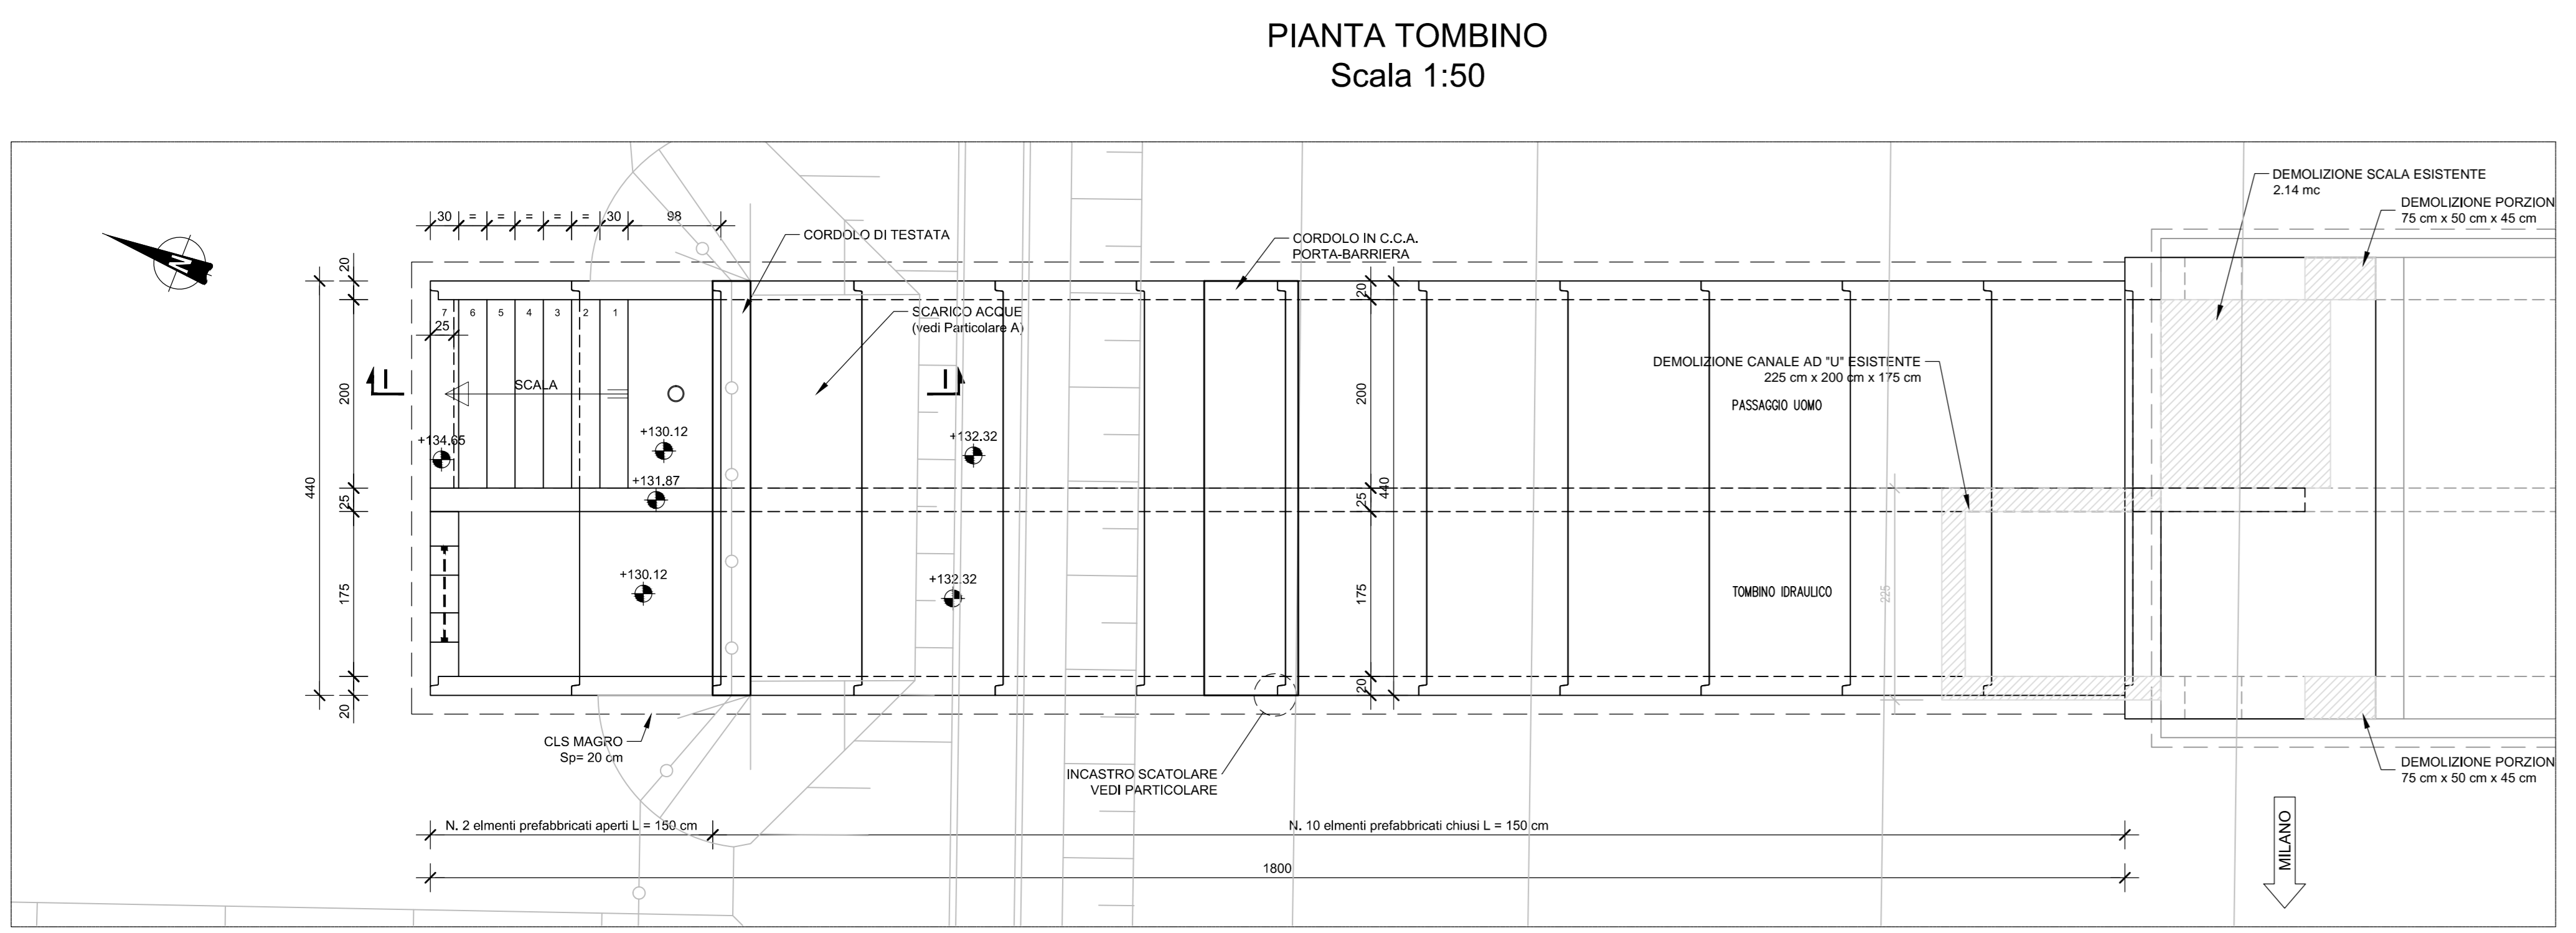 PIANTA TOMBINO
Scala 1:50
DEMOLIZIONE SCALA ESISTENTE
2.14 mc
DEMOLIZIONE PORZION
75 cm x 50 cm x 45 cm
30 = = = = = 30 98
CORDOLO DI TESTATA
CORDOLO IN C.C.A.
PORTA-BARRIERA
N
20
20
7 6 5 4 3 2 1
25
SCARICO ACQUE
(vedi Particolare A)
DEMOLIZIONE CANALE AD "U" ESISTENTE
225 cm x 200 cm x 175 cm
I
I
SCALA
200
200
PASSAGGIO UOMO
+134.65
+130.12
+132.32
+131.87
440
25
25
440
+130.12
+132.32
175
175
TOMBINO IDRAULICO
225
20
20
CLS MAGRO
Sp= 20 cm
INCASTRO SCATOLARE
VEDI PARTICOLARE
DEMOLIZIONE PORZION
75 cm x 50 cm x 45 cm
N. 2 elmenti prefabbricati aperti L = 150 cm
N. 10 elmenti prefabbricati chiusi L = 150 cm
1800
MILANO